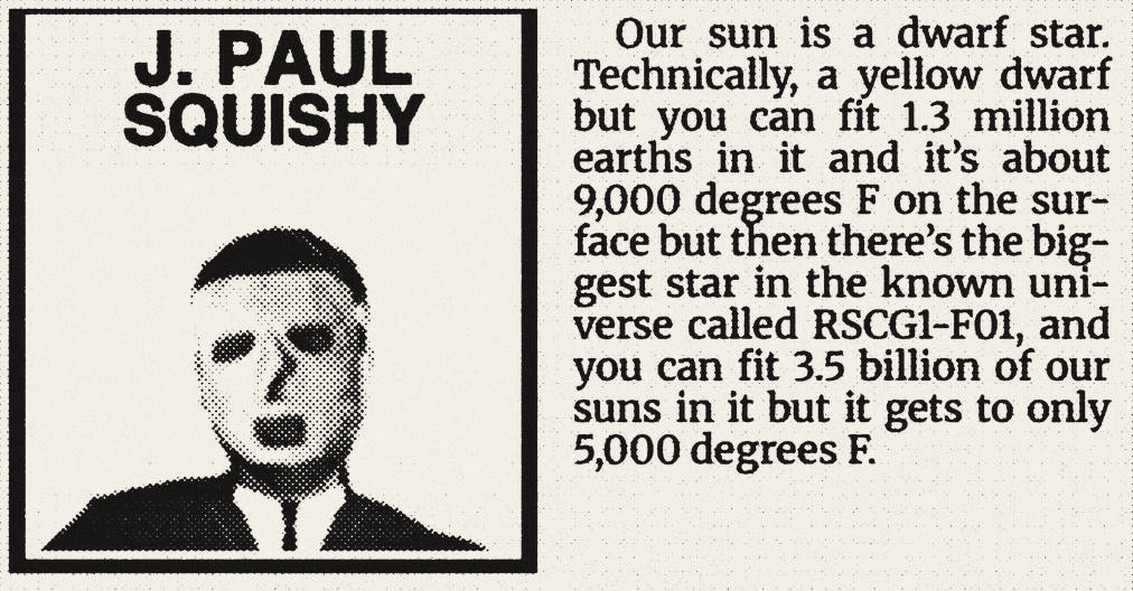 J. PAUL
SQUISHY
Our sun is a dwarf star.
Technically, a yellow dwarf
but you can fit 1.3 million
earths in it and it's about
9,000 degrees F on the sur-
face but then there's the big-
gest star in the known uni-
verse called RSCG1-F01, and
you can fit 3.5 billion of our
suns in it but it gets to only
5,000 degrees F.